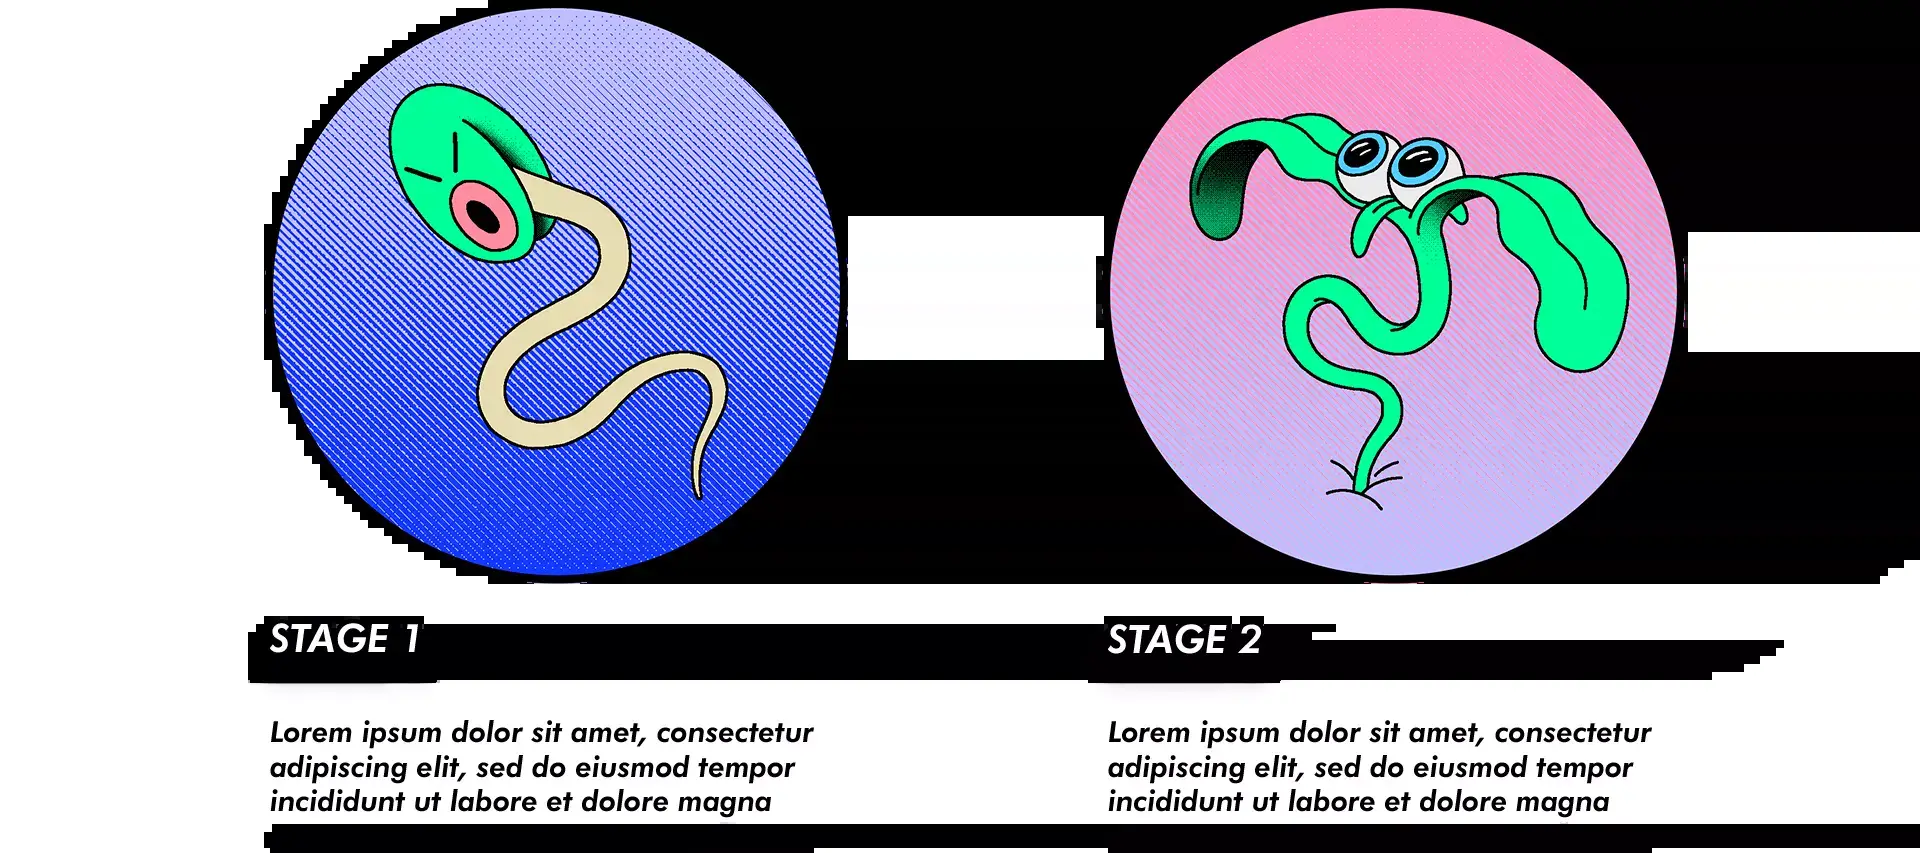 STAGE 1
Lorem ipsum dolor sit amet, consectetur
adipiscing elit, sed do eiusmod tempor
incididunt ut labore et dolore magna
STAGE 2
Lorem ipsum dolor sit amet, consectetur
adipiscing elit, sed do eiusmod tempor
incididunt ut labore et dolore magna